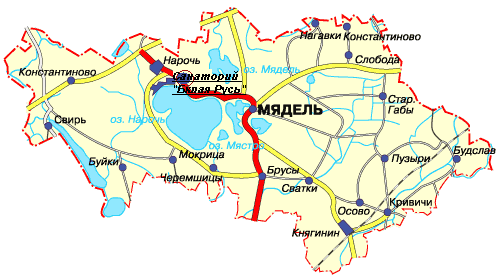 Нагавки
Константиново
Слобода
Нарочь
Константиново
Санаторий
"Белая Русь"
оз. Мядель
МЯДЕЛЬ
Стар.
Габы
Свирь
оз. Нарочь
оз. Мястро
Буйки
Мокрица
Черемшицы
Брусы
Сватки
Пузыри
Будслав
Осово
Кривичи
Княгинин